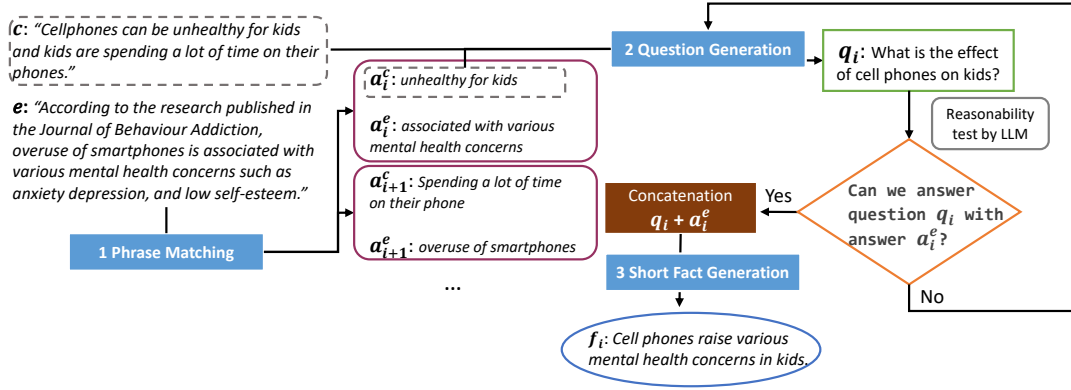 c: “Cellphones can be unhealthy for kids
and kids are spending a lot of time on their
phones.”
e: “According to the research published in
the Journal of Behaviour Addiction,
overuse of smartphones is associated with
various mental health concerns such as
anxiety depression, and low self-esteem.”
1 Phrase Matching
a_i^c: unhealthy for kids
a_i^e: associated with various
mental health concerns
a_{i+1}^c: Spending a lot of time
on their phone
a_{i+1}^e: overuse of smartphones
...
2 Question Generation
q_i: What is the effect
of cell phones on kids?
Reasonability
test by LLM
Can we answer
question q_i with
answer a_i^e?
Yes
No
Concatenation
q_i + a_i^e
3 Short Fact Generation
f_i: Cell phones raise various
mental health concerns in kids.